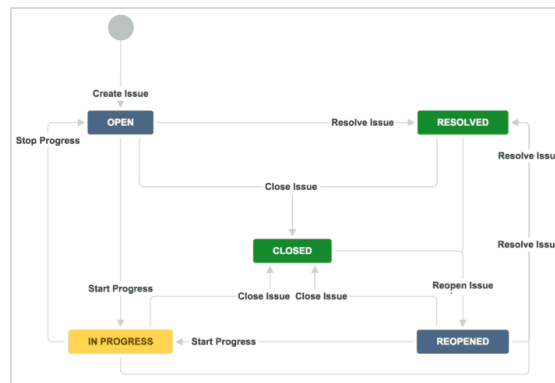 Create Issue
OPEN
Resolve Issue
RESOLVED
Stop Progress
Resolve Issu
Close Issue
CLOSED
Resolve Issu
Start Progress
Close Issue
Close Issue
Reopen Issue
IN PROGRESS
Start Progress
REOPENED